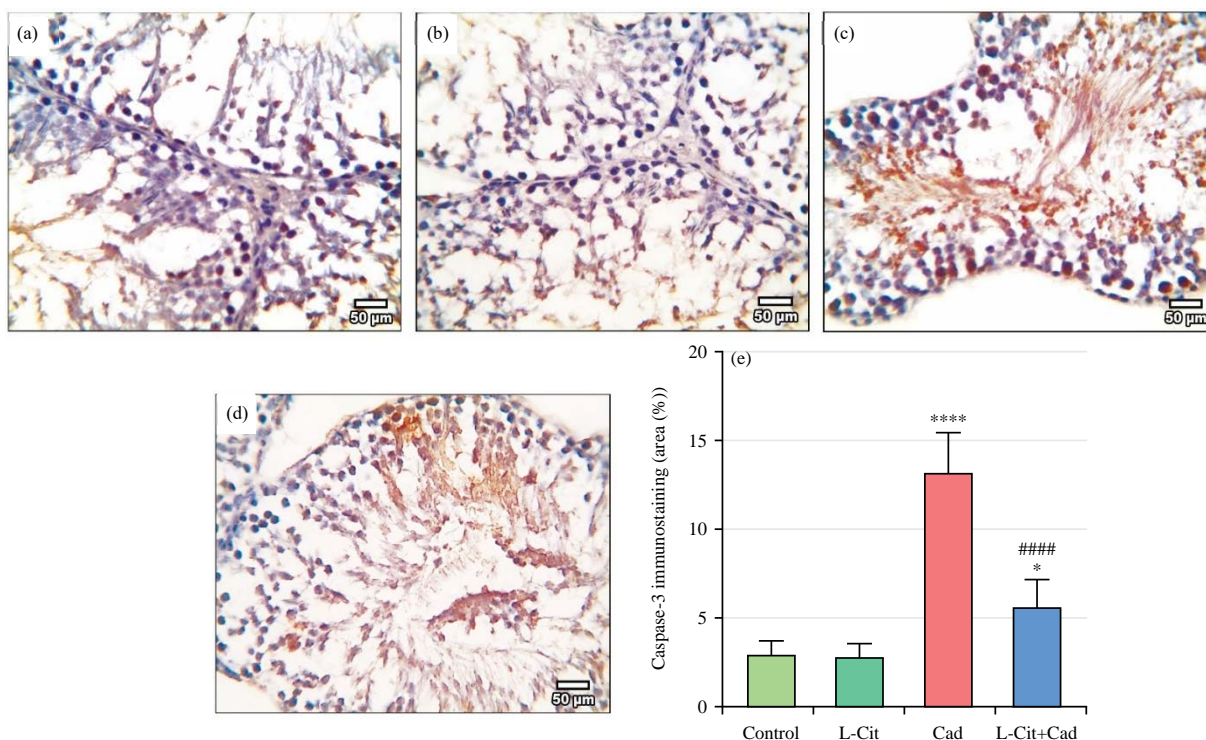 (a)
50 µm
(b)
50 µm
(c)
50 µm
(d)
50 µm
(e)
Caspase-3 immunostaining (area (%))
20
15
10
5
0
****
####
*
Control
L-Cit
Cad
L-Cit+Cad